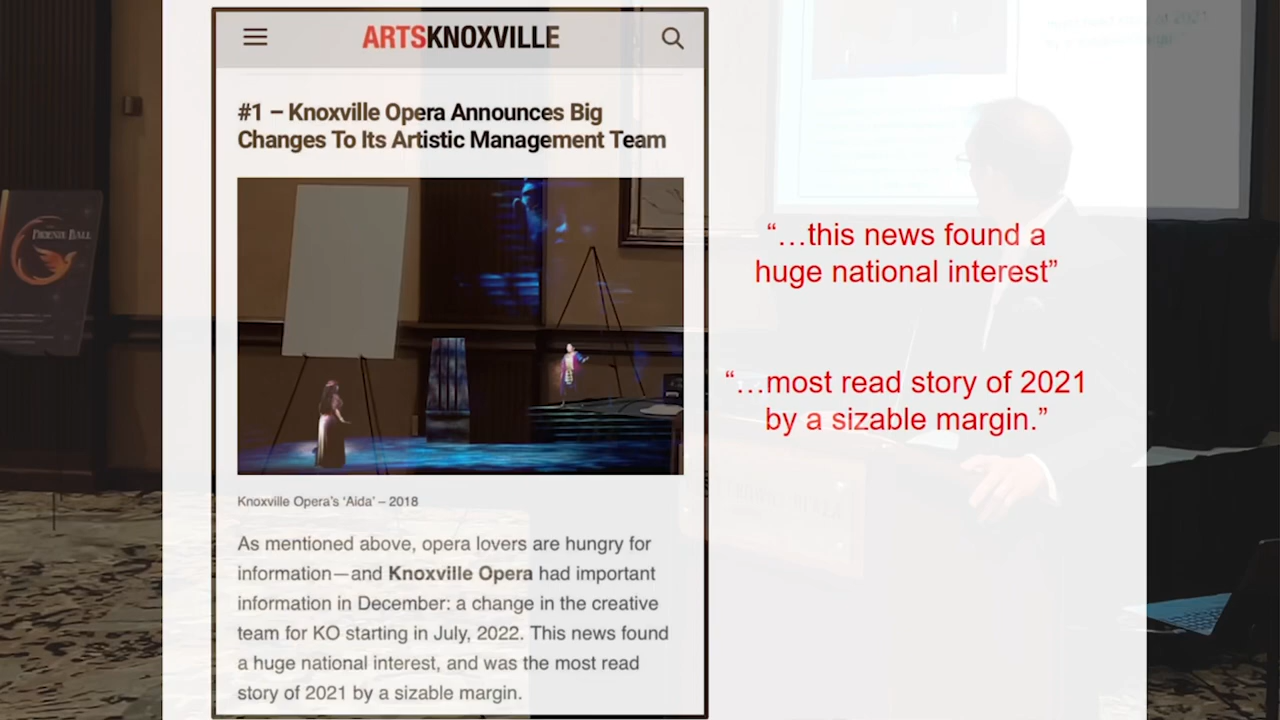 ARTSKNOXVILLE
#1 – Knoxville Opera Announces Big
Changes To Its Artistic Management Team
Knoxville Opera’s ‘Aida’ – 2018
As mentioned above, opera lovers are hungry for
information—and Knoxville Opera had important
information in December: a change in the creative
team for KO starting in July, 2022. This news found
a huge national interest, and was the most read
story of 2021 by a sizable margin.
“…this news found a
huge national interest”
“…most read story of 2021
by a sizable margin.”
PHOENIX BALL